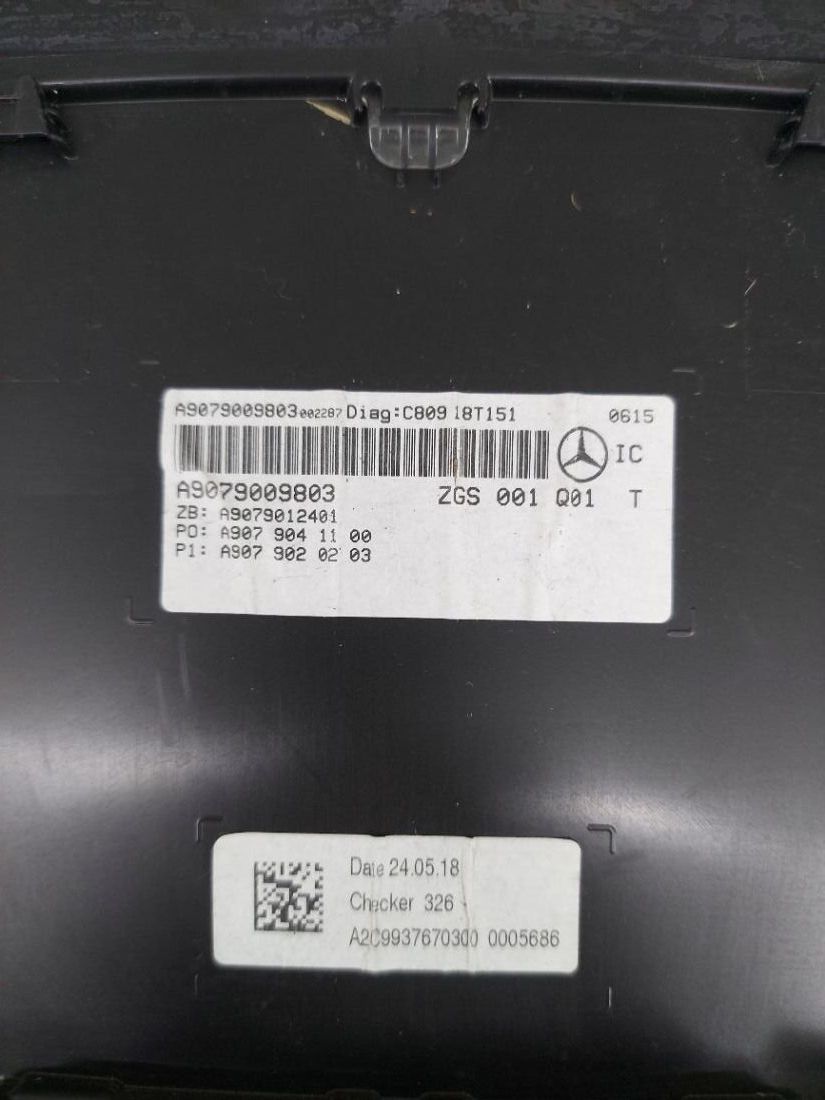 A9079009803 002287 Diag:C809 18T151 0615
IC
A9079009803 ZGS 001 Q01 T
ZB: A9079012401
PO: A907 904 11 00
P1: A907 902 02 03
Date 24.05.18
Checker 326
A2C9937670300 0005686